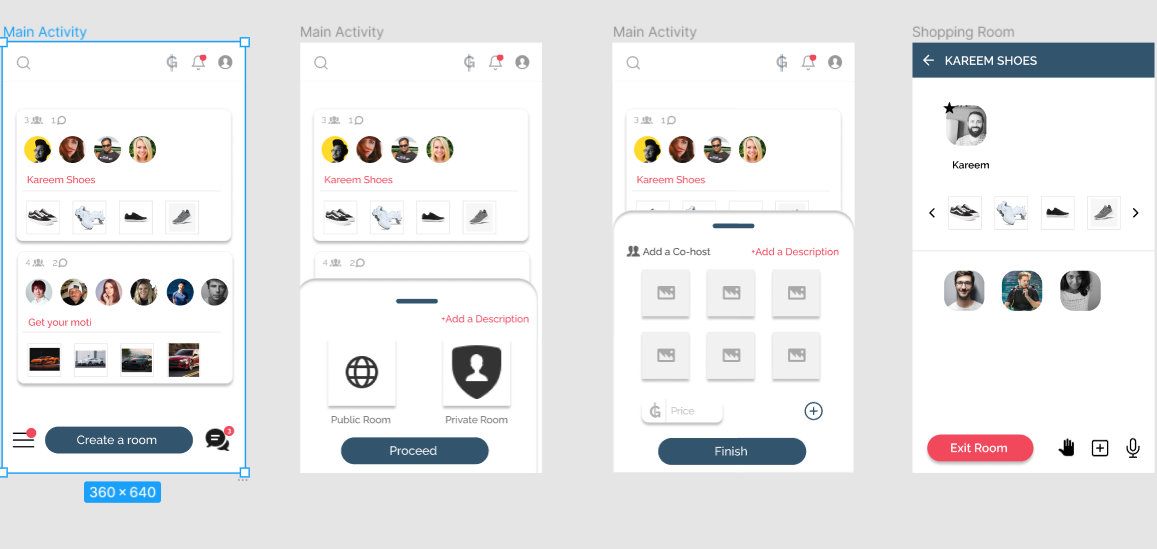 Main Activity
3 1
Kareem Shoes
4 2
Get your moti
Create a room
3
360 × 640
Main Activity
3 1
Kareem Shoes
4 2
+Add a Description
Public Room
Private Room
Proceed
Main Activity
3 1
Kareem Shoes
Add a Co-host
+Add a Description
Price
Finish
Shopping Room
KAREEM SHOES
Kareem
Exit Room